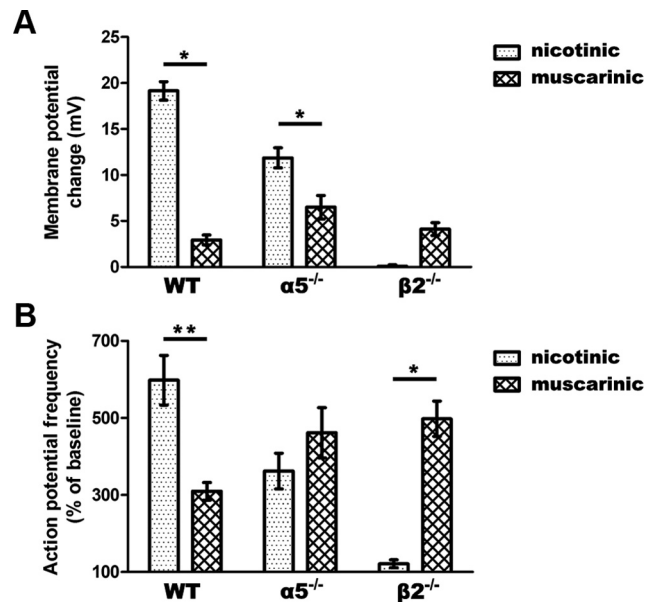 A
Membrane potential
change (mV)
25
20
15
10
5
0
*
*
nicotinic
muscarinic
WT
α5⁻/⁻
β2⁻/⁻
B
Action potential frequency
(% of baseline)
700
500
300
100
**
*
nicotinic
muscarinic
WT
α5⁻/⁻
β2⁻/⁻